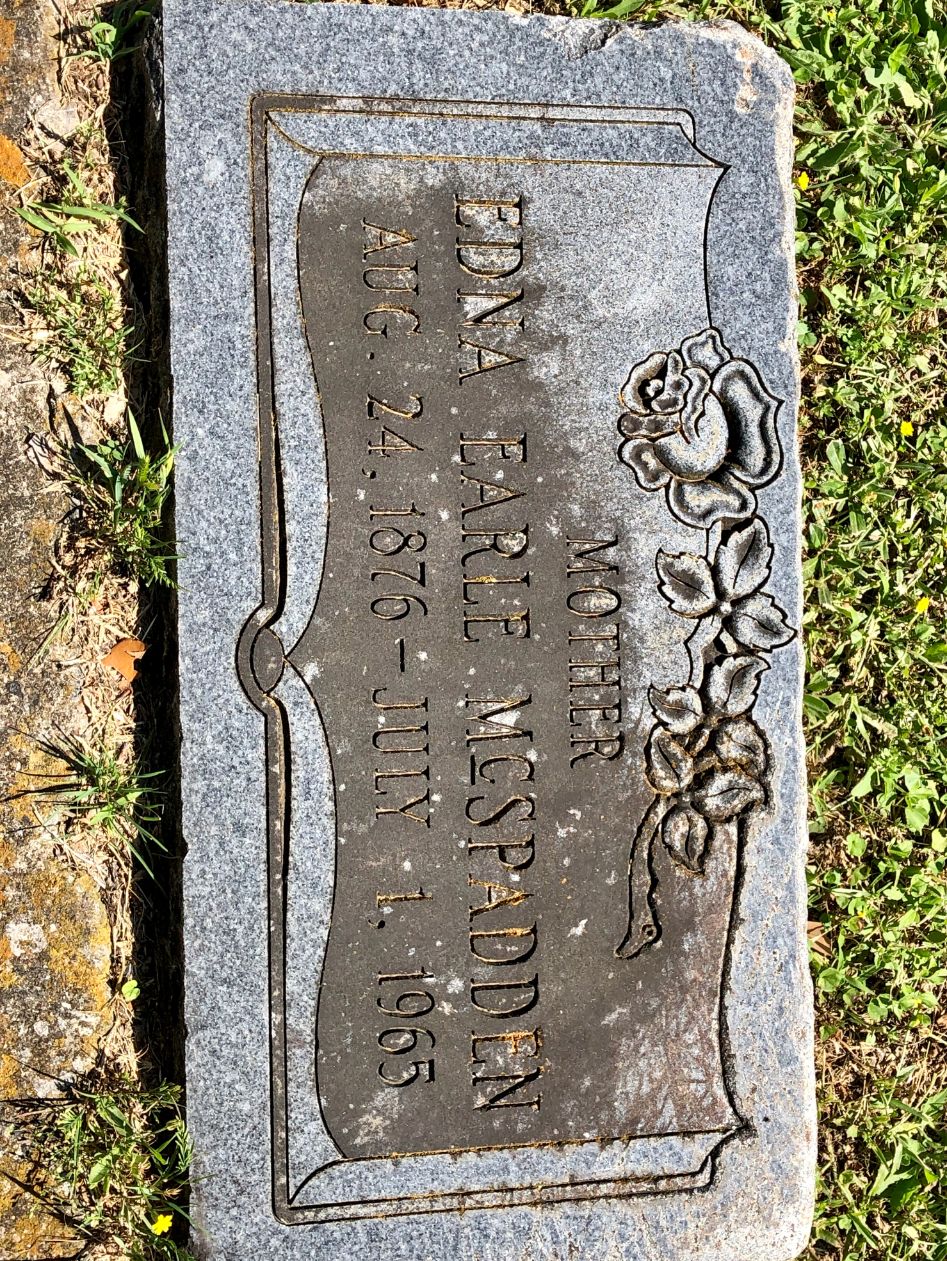 MOTHER
EDNA EARLE MCSPADDEN
AUG. 24, 1876 - JULY 1, 1965